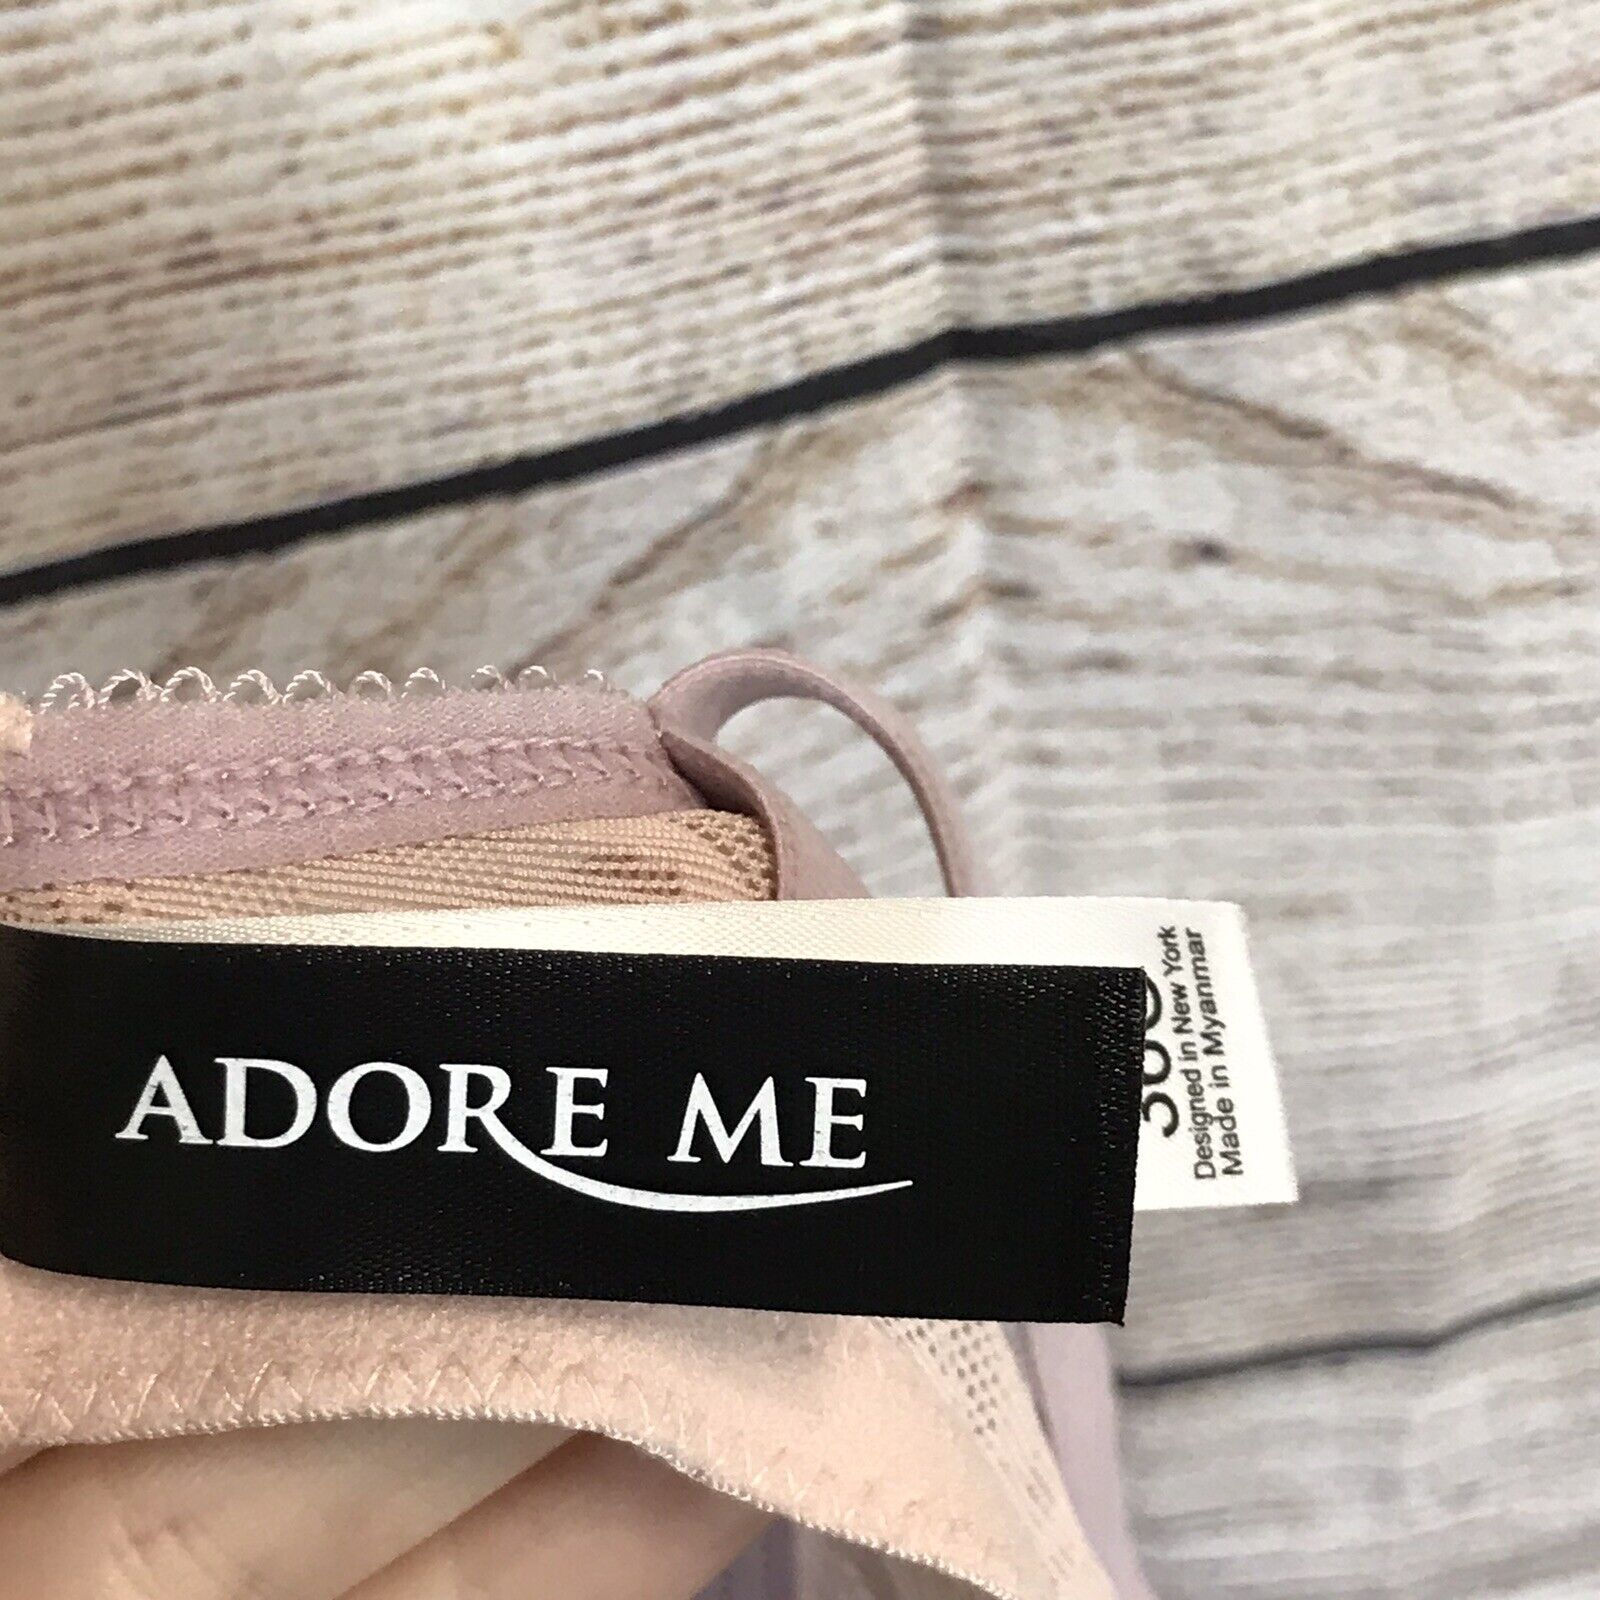 ADORE ME
Designed in New York
Made in Myanmar